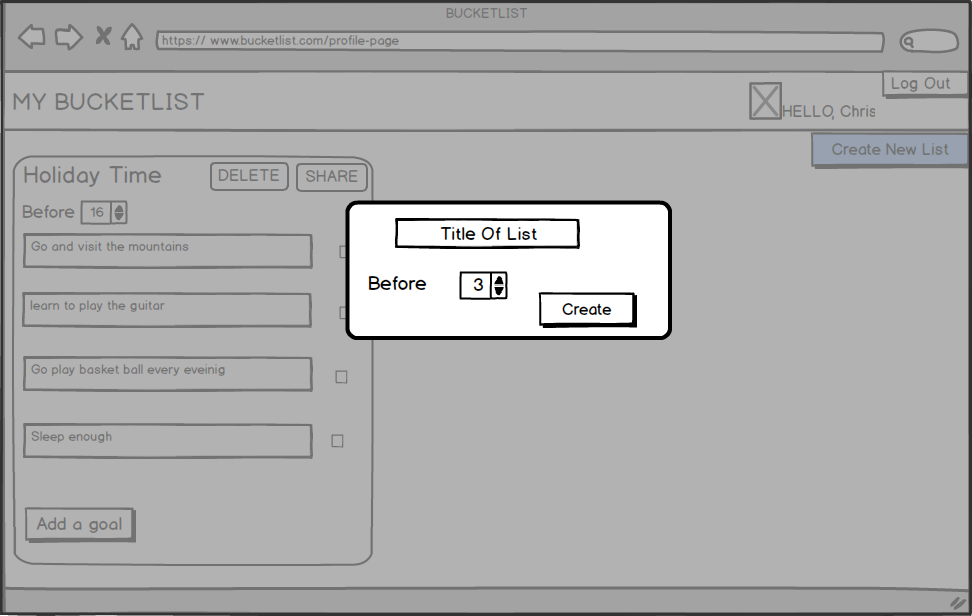 BUCKETLIST
https:// www.bucketlist.com/profile-page
Log Out
MY BUCKETLIST
HELLO, Chris
Create New List
Holiday Time
DELETE
SHARE
Before 16
Go and visit the mountains
learn to play the guitar
Go play basket ball every eveinig
Sleep enough
Add a goal
Title Of List
Before 3
Create